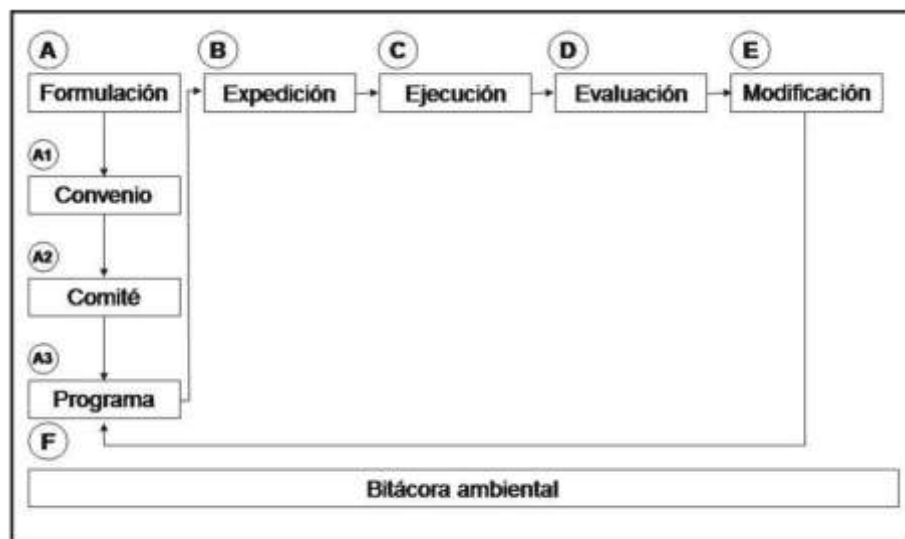 A
B
C
D
E
Formulación
Expedición
Ejecución
Evaluación
Modificación
A1
Convenio
A2
Comité
A3
Programa
F
Bitácora ambiental